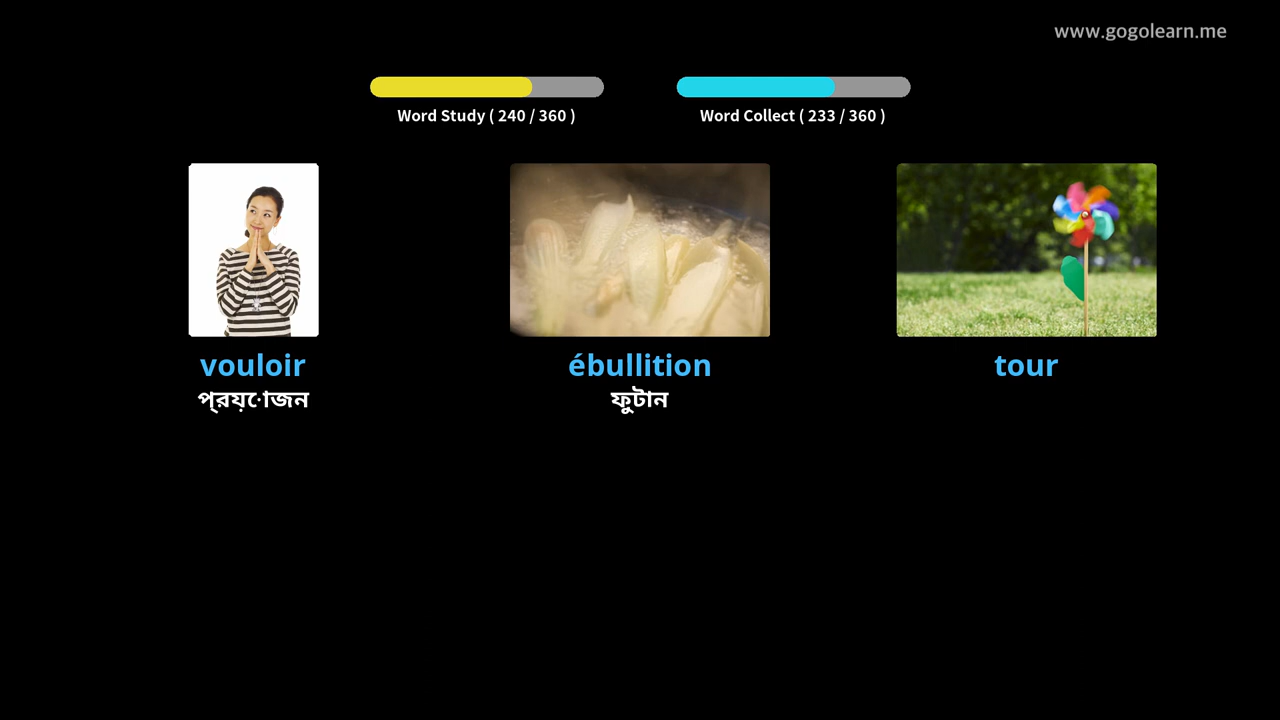 www.gogolearn.me
Word Study ( 240 / 360 )
Word Collect ( 233 / 360 )
vouloir
প্রয়োজন
ébullition
ফুটান
tour